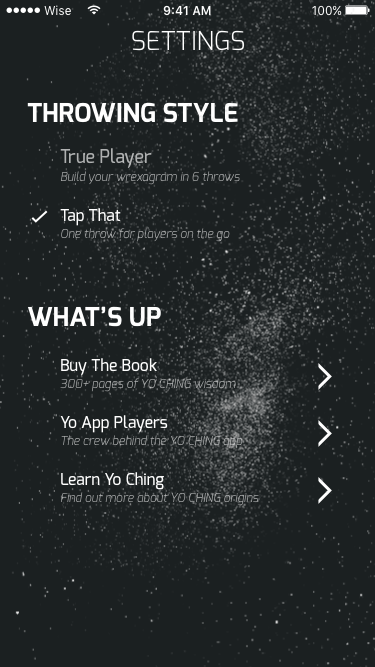 Wise 9:41 AM 100%
SETTINGS
THROWING STYLE
True Player
Build your wrexagram in 6 throws
Tap That
One throw for players on the go
WHAT'S UP
Buy The Book
300+ pages of YO CHING wisdom
Yo App Players
The crew behind the YO CHING app
Learn Yo Ching
Find out more about YO CHING origins